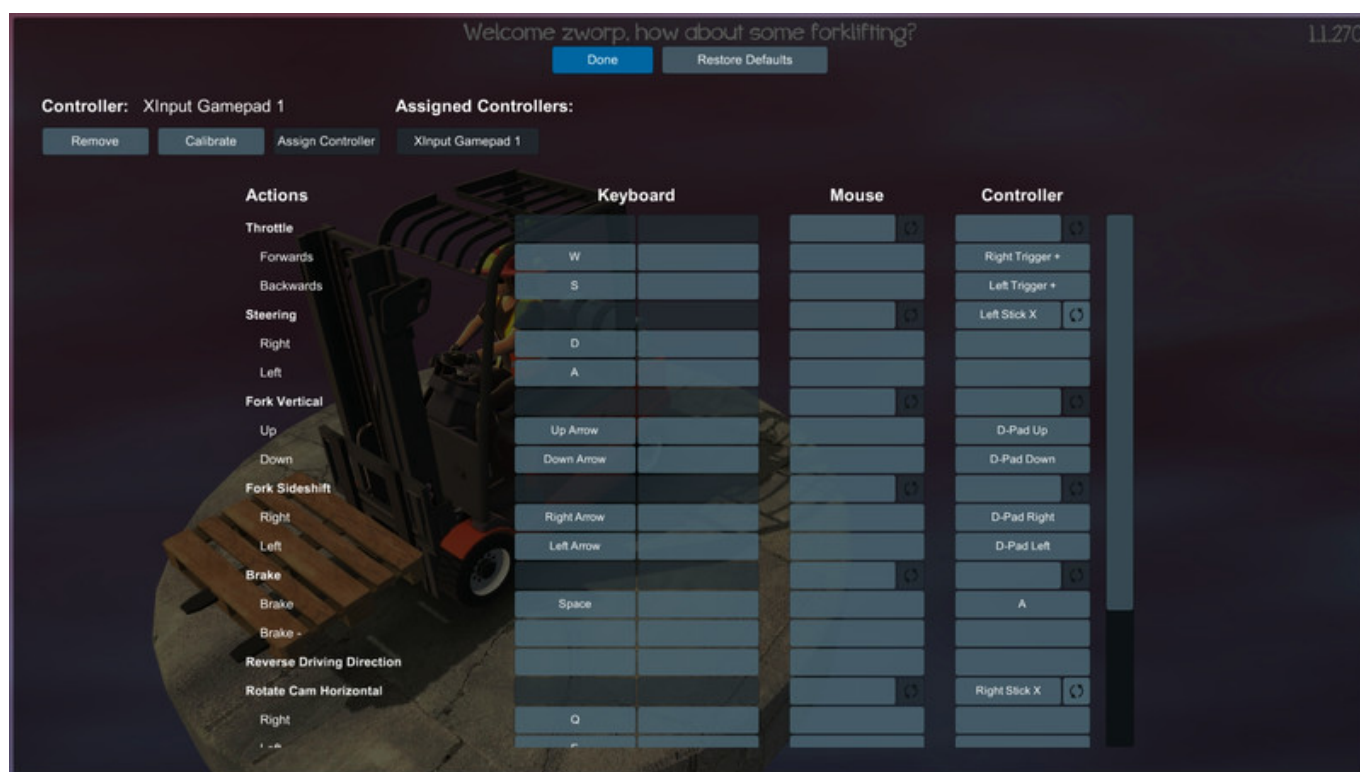 Welcome zworp, how about some forklifting?
1.1.270
Done Restore Defaults
Controller: XInput Gamepad 1 Assigned Controllers:
Remove Calibrate Assign Controller XInput Gamepad 1
Actions Keyboard Mouse Controller
Throttle
Forwards W Right Trigger +
Backwards S Left Trigger +
Steering Left Stick X
Right D
Left A
Fork Vertical
Up Up Arrow D-Pad Up
Down Down Arrow D-Pad Down
Fork Sideshift
Right Right Arrow D-Pad Right
Left Left Arrow D-Pad Left
Brake
Brake Space A
Brake -
Reverse Driving Direction
Rotate Cam Horizontal Right Stick X
Right Q